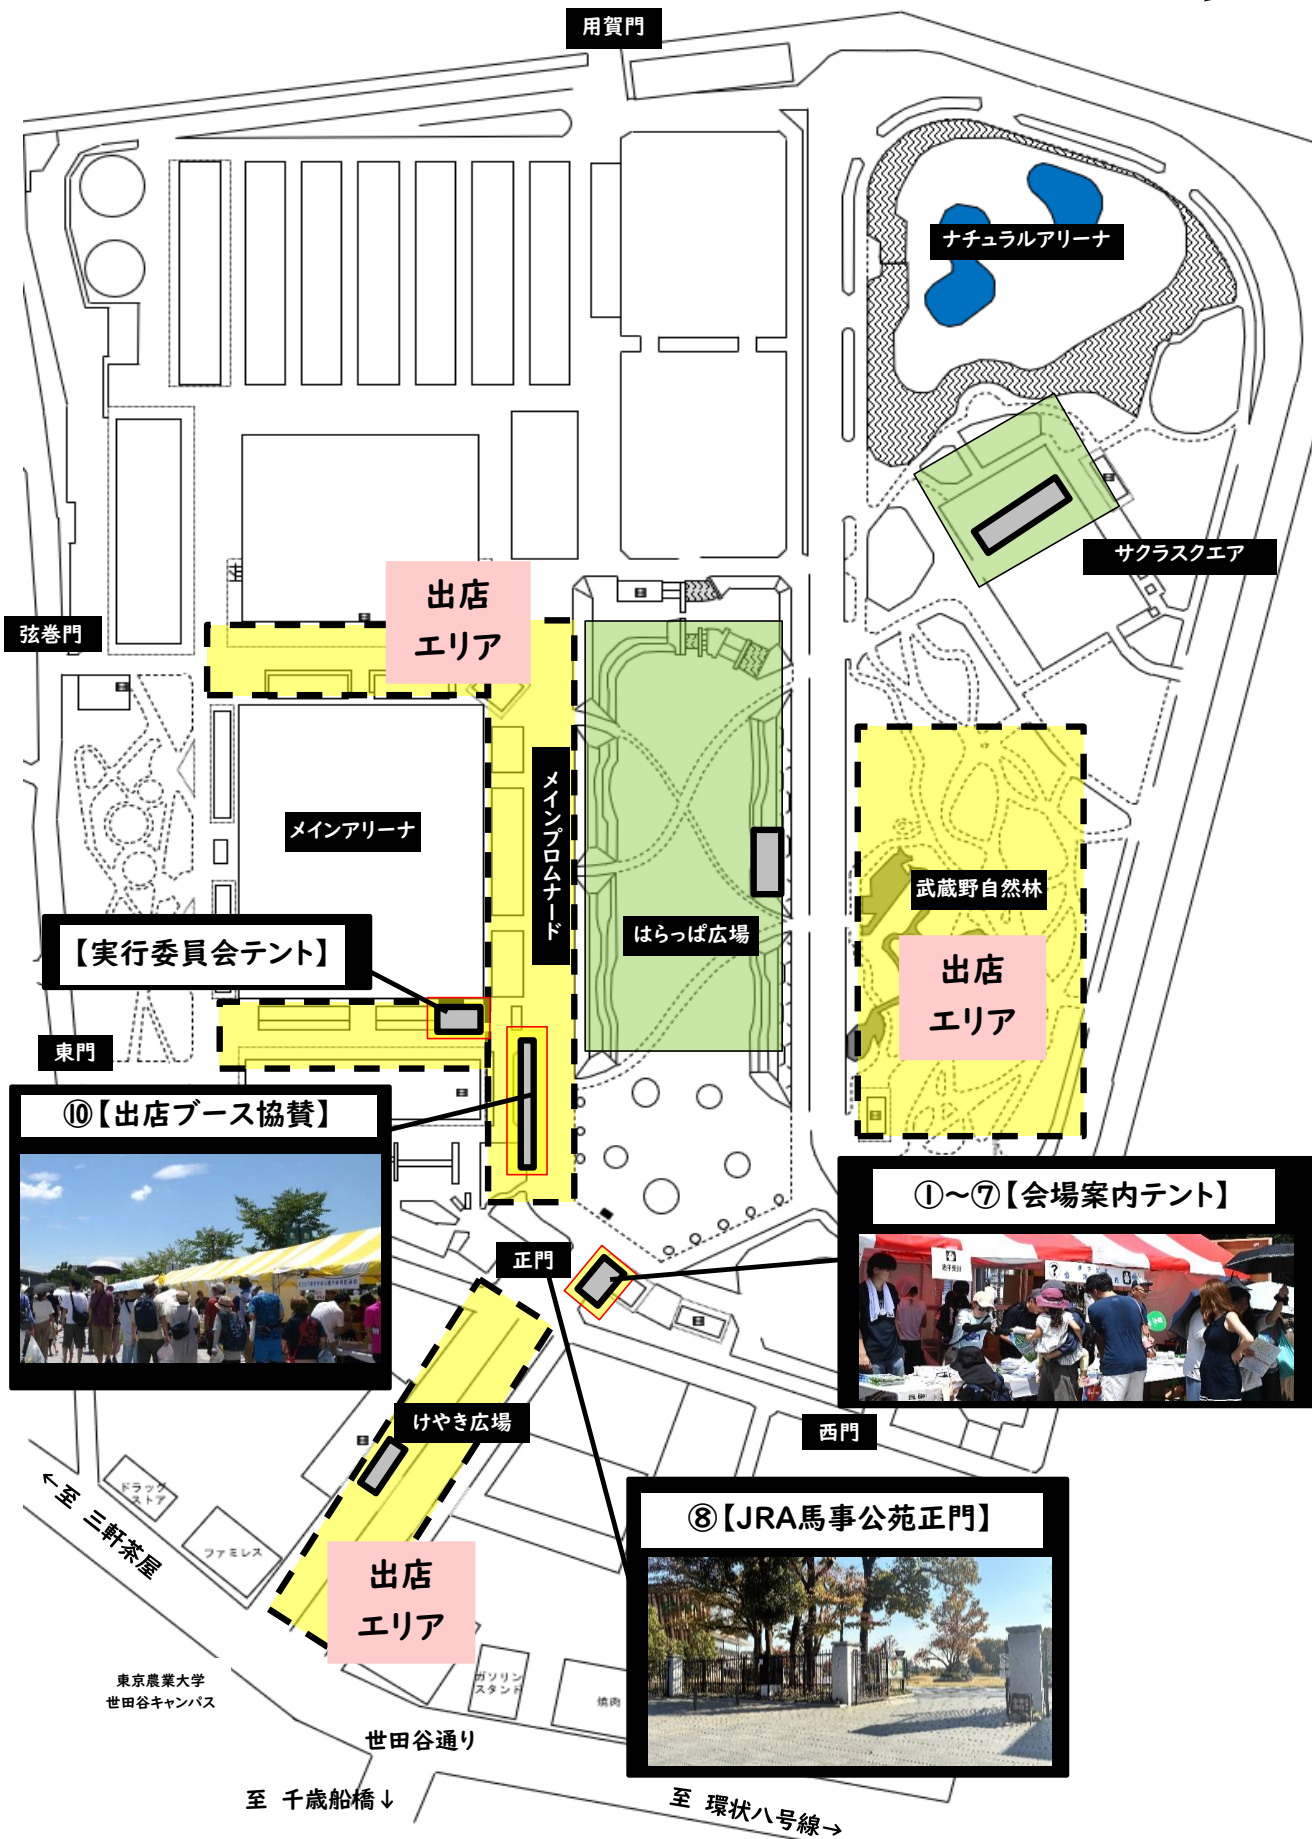 用賀門
ナチュラルアリーナ
サクラスクエア
出店
エリア
弦巻門
メインプロムナード
メインアリーナ
武蔵野自然林
はらっぱ広場
【実行委員会テント】
出店
エリア
東門
⑩【出店ブース協賛】
①～⑦【会場案内テント】
正門
けやき広場
西門
ドラッグ
ストア
←至 三軒茶屋
ファミレス
⑧【JRA馬事公苑正門】
出店
エリア
東京農業大学
世田谷キャンパス
ガソリン
スタンド
焼肉
世田谷通り
至 千歳船橋↓
至 環状八号線→